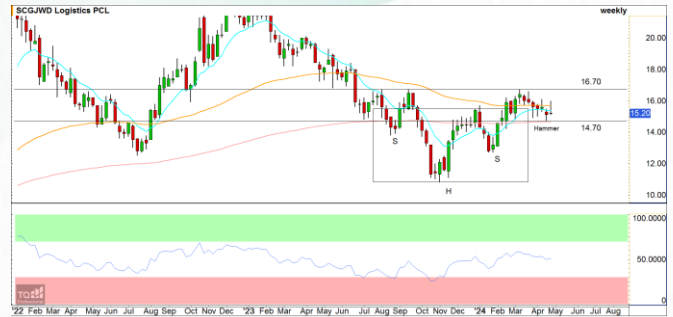 SCGJWD Logistics PCL weekly
20.00
18.00
16.70
16.00
15.20
Hammer
14.70
14.00
S
S
12.00
H
10.00
100.0000
50.0000
0
'22 Feb Mar Apr May Jun Jul Aug Sep Oct Nov Dec '23 Mar Apr May Jun Jul Aug Sep Oct Nov Dec '24 Feb Mar Apr May Jun Jul Aug